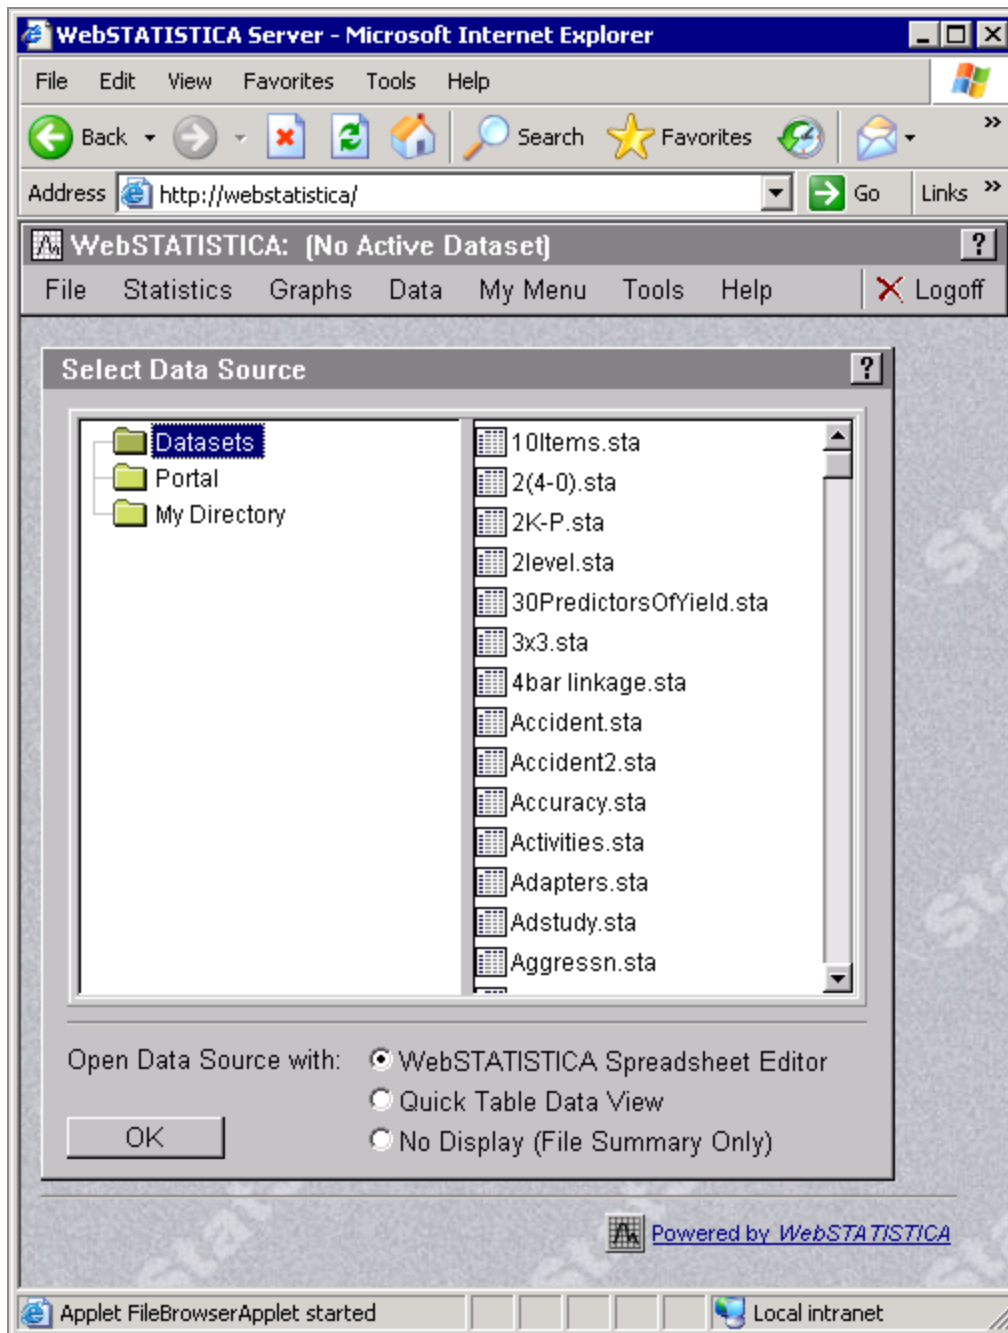 WebSTATISTICA Server - Microsoft Internet Explorer
File Edit View Favorites Tools Help
Back Search Favorites »
Address http://webstatistica/ Go Links »
WebSTATISTICA: (No Active Dataset) ?
File Statistics Graphs Data My Menu Tools Help Logoff
Select Data Source ?
Datasets
Portal
My Directory
10Items.sta
2(4-0).sta
2K-P.sta
2level.sta
30PredictorsOfYield.sta
3x3.sta
4bar linkage.sta
Accident.sta
Accident2.sta
Accuracy.sta
Activities.sta
Adapters.sta
Adstudy.sta
Aggressn.sta
Open Data Source with: WebSTATISTICA Spreadsheet Editor
Quick Table Data View
No Display (File Summary Only)
OK
Powered by WebSTATISTICA
Applet FileBrowserApplet started Local intranet